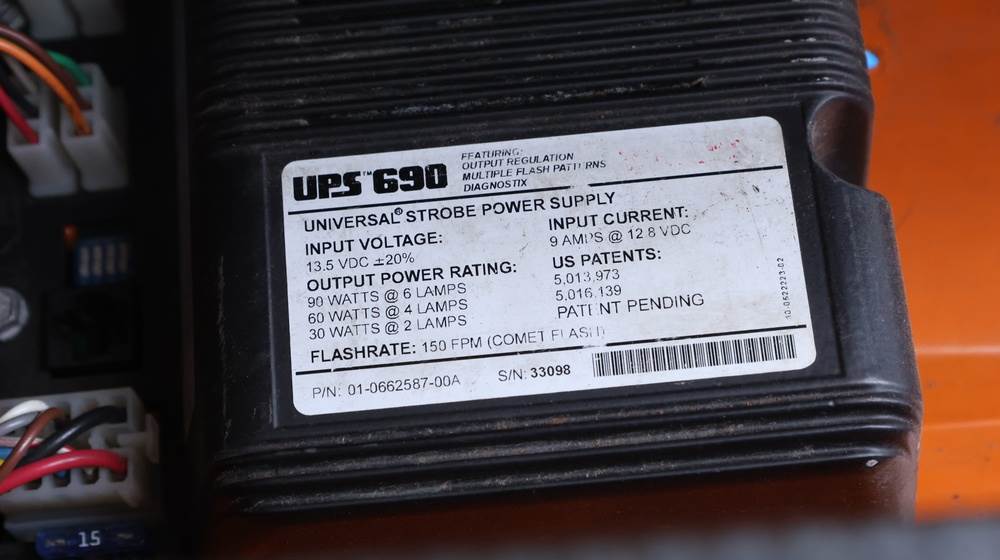 UPS™ 690
FEATURING:
OUTPUT REGULATION
MULTIPLE FLASH PATTERNS
DIAGNOSTIX
UNIVERSAL® STROBE POWER SUPPLY
INPUT VOLTAGE:
13.5 VDC ±20%
OUTPUT POWER RATING:
90 WATTS @ 6 LAMPS
60 WATTS @ 4 LAMPS
30 WATTS @ 2 LAMPS
INPUT CURRENT:
9 AMPS @ 12.8 VDC
US PATENTS:
5,013,973
5,016,139
PATENT PENDING
FLASHRATE: 150 FPM (COMET FLASH)
P/N: 01-0662587-00A
S/N: 33098
10-0622223-02
15